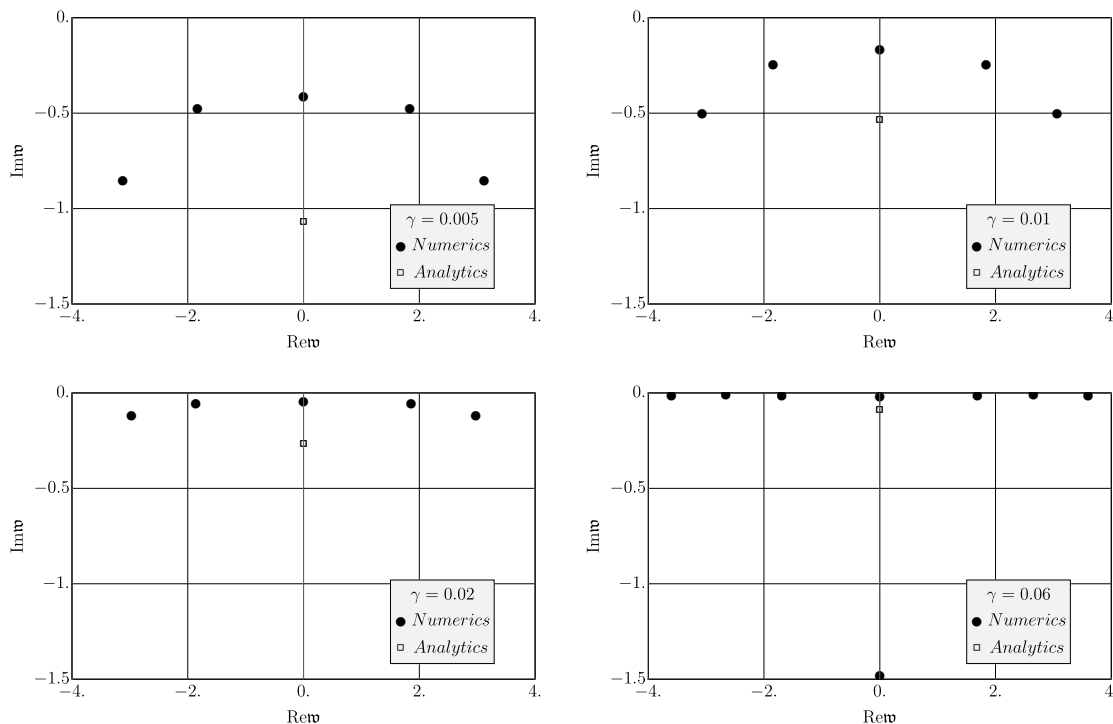 0.
−0.5
−1.
−1.5
−4.
−2.
0.
2.
4.
Im𝔴
Re𝔴
γ = 0.005
Numerics
Analytics
0.
−0.5
−1.
−1.5
−4.
−2.
0.
2.
4
Im𝔴
Re𝔴
γ = 0.01
Numerics
Analytics
0.
−0.5
−1.
−1.5
−4.
−2.
0.
2.
4.
Im𝔴
Re𝔴
γ = 0.02
Numerics
Analytics
0.
−0.5
−1.
−1.5
−4.
−2.
0.
2.
4
Im𝔴
Re𝔴
γ = 0.06
Numerics
Analytics